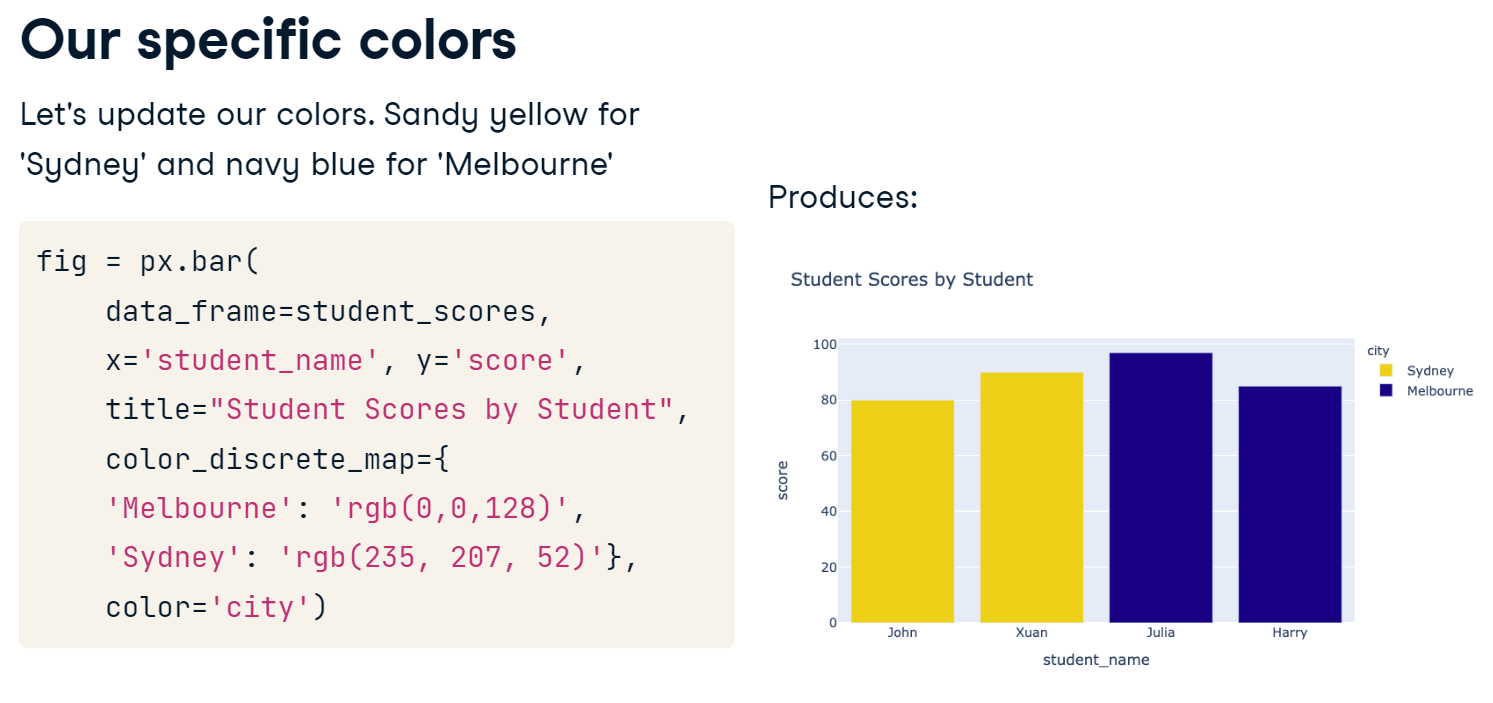 Our specific colors
Let's update our colors. Sandy yellow for
'Sydney' and navy blue for 'Melbourne'
fig = px.bar(
    data_frame=student_scores,
    x='student_name', y='score',
    title="Student Scores by Student",
    color_discrete_map={
    'Melbourne': 'rgb(0,0,128)',
    'Sydney': 'rgb(235, 207, 52)'},
    color='city')
Produces:
Student Scores by Student
100
80
60
40
20
0
score
John Xuan Julia Harry
student_name
city
Sydney
Melbourne